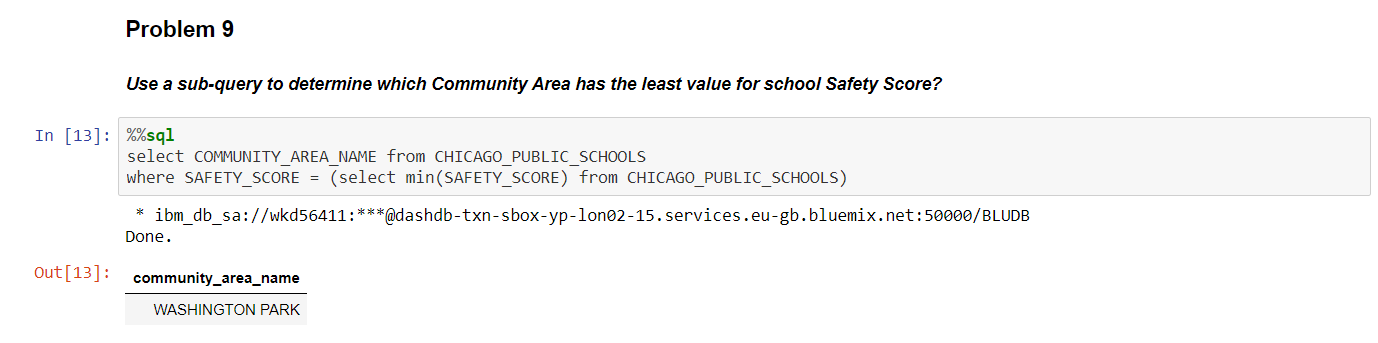 Problem 9
Use a sub-query to determine which Community Area has the least value for school Safety Score?
In [13]:
%%sql
select COMMUNITY_AREA_NAME from CHICAGO_PUBLIC_SCHOOLS
where SAFETY_SCORE = (select min(SAFETY_SCORE) from CHICAGO_PUBLIC_SCHOOLS)
* ibm_db_sa://wkd56411:***@dashdb-txn-sbox-yp-lon02-15.services.eu-gb.bluemix.net:50000/BLUDB
Done.
Out[13]:
community_area_name
WASHINGTON PARK